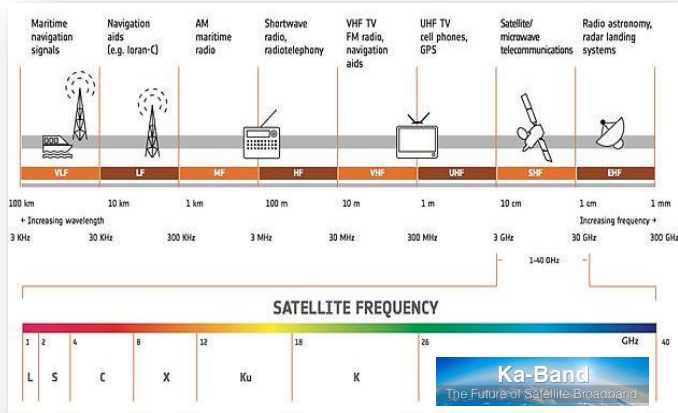 Maritime
navigation
signals
Navigation
aids
(e.g. loran-C)
AM
maritime
radio
Shortwave
radio,
radiotelephony
VHF TV
FM radio,
navigation
aids
UHF TV
cell phones,
GPS
Satellite/
microwave
telecommunications
Radio astronomy,
radar landing
systems
VLF LF MF HF VHF UHF SHF EHF
100 km 10 km 1 km 100 m 10 m 1 m 10 cm 1 cm 1 mm
← Increasing wavelength Increasing frequency →
3 KHz 30 KHz 300 KHz 3 MHz 30 MHz 300 MHz 3 GHz 30 GHz 300 GHz
1-40 GHz
SATELLITE FREQUENCY
1 2 4 8 12 18 26 GHz 40
L S C X Ku K
Ka-Band
The Future of Satellite Broadband